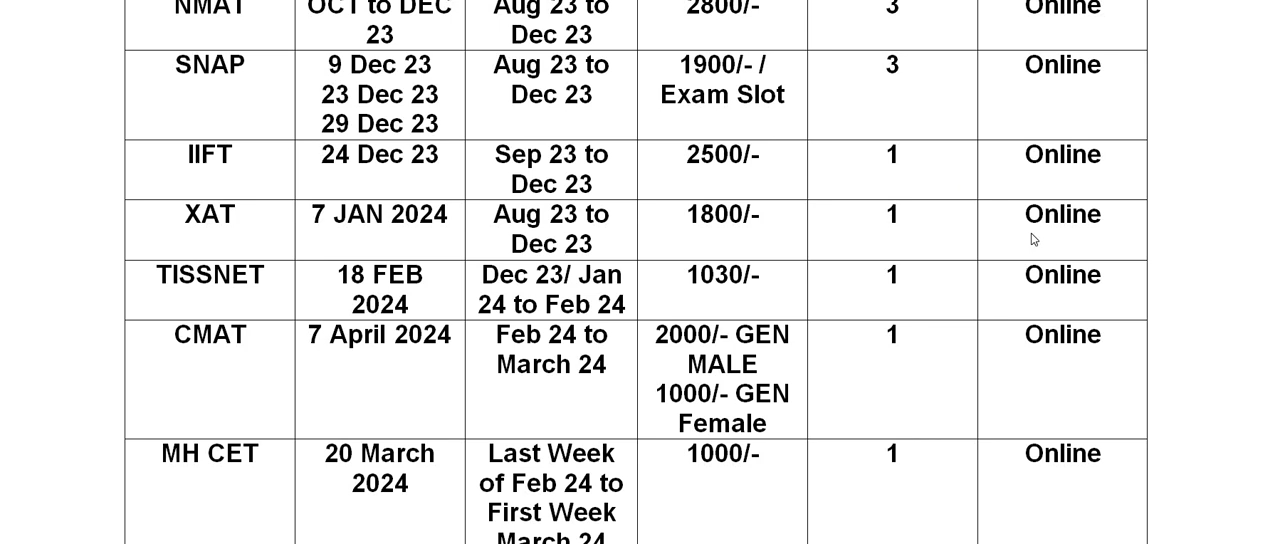 NMAT OCT to DEC Aug 23 to 2800/- 3 Online
23 Dec 23
SNAP 9 Dec 23 Aug 23 to 1900/- / 3 Online
23 Dec 23 Dec 23 Exam Slot
29 Dec 23
IIFT 24 Dec 23 Sep 23 to 2500/- 1 Online
Dec 23
XAT 7 JAN 2024 Aug 23 to 1800/- 1 Online
Dec 23
TISSNET 18 FEB Dec 23/ Jan 1030/- 1 Online
2024 24 to Feb 24
CMAT 7 April 2024 Feb 24 to 2000/- GEN 1 Online
March 24 MALE
1000/- GEN
Female
MH CET 20 March Last Week 1000/- 1 Online
2024 of Feb 24 to
First Week
March 24